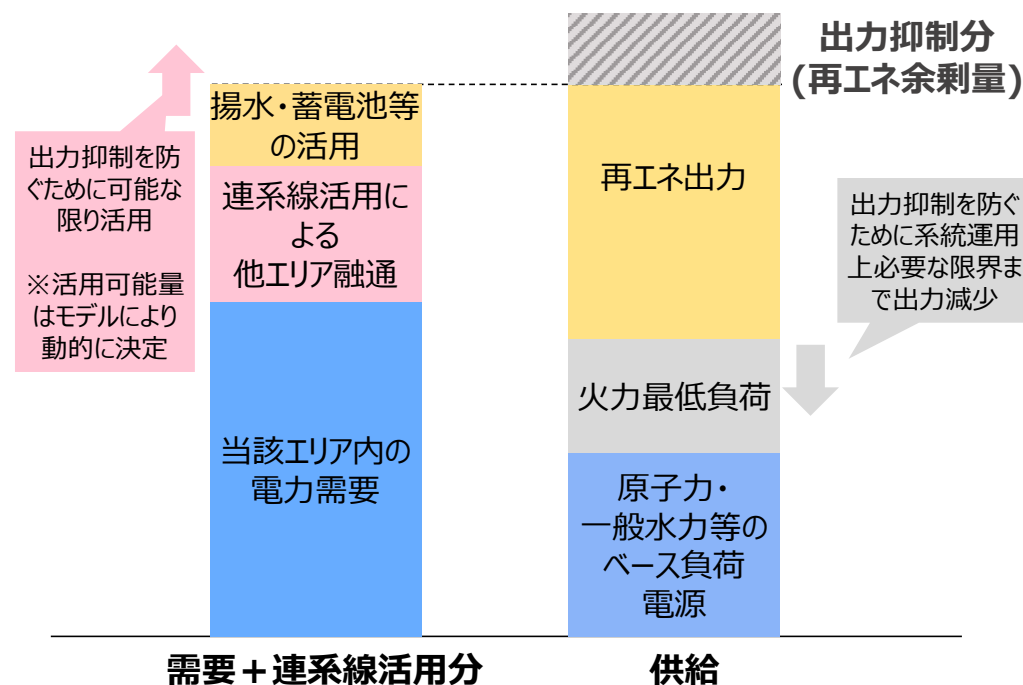 出力抑制分
(再エネ余剰量)
揚水・蓄電池等
の活用
出力抑制を防
ぐために可能な
限り活用
※活用可能量
はモデルにより
動的に決定
連系線活用に
よる
他エリア融通
再エネ出力
出力抑制を防ぐ
ために系統運用
上必要な限界ま
で出力減少
火力最低負荷
当該エリア内の
電力需要
原子力・
一般水力等の
ベース負荷
電源
需要+連系線活用分
供給